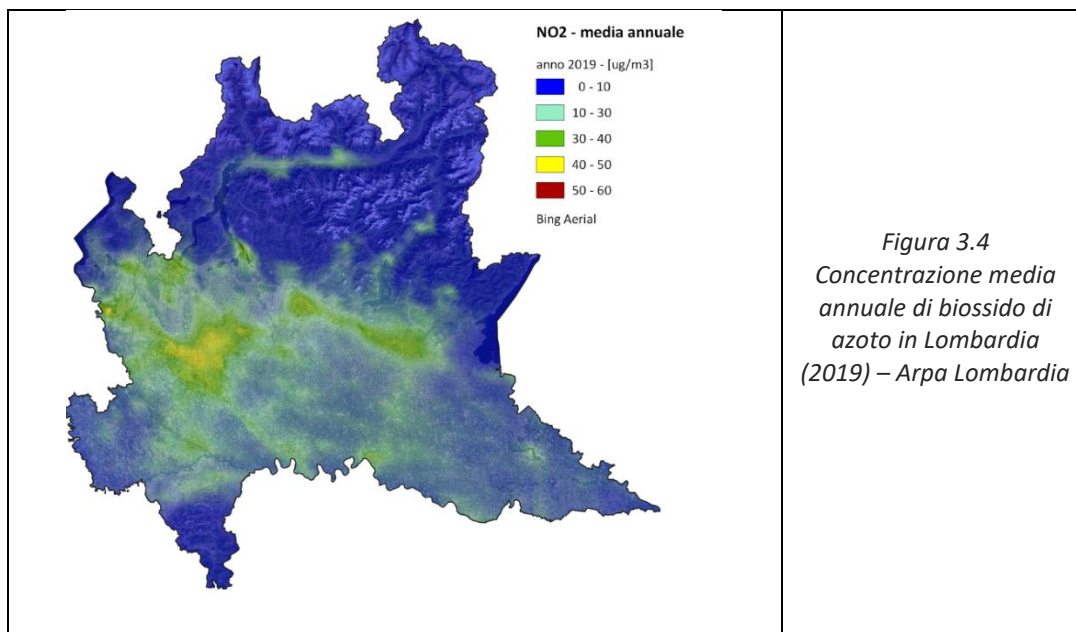 NO2 - media annuale
anno 2019 - [ug/m3]
0 - 10
10 - 30
30 - 40
40 - 50
50 - 60
Bing Aerial
Figura 3.4
Concentrazione media
annuale di biossido di
azoto in Lombardia
(2019) – Arpa Lombardia